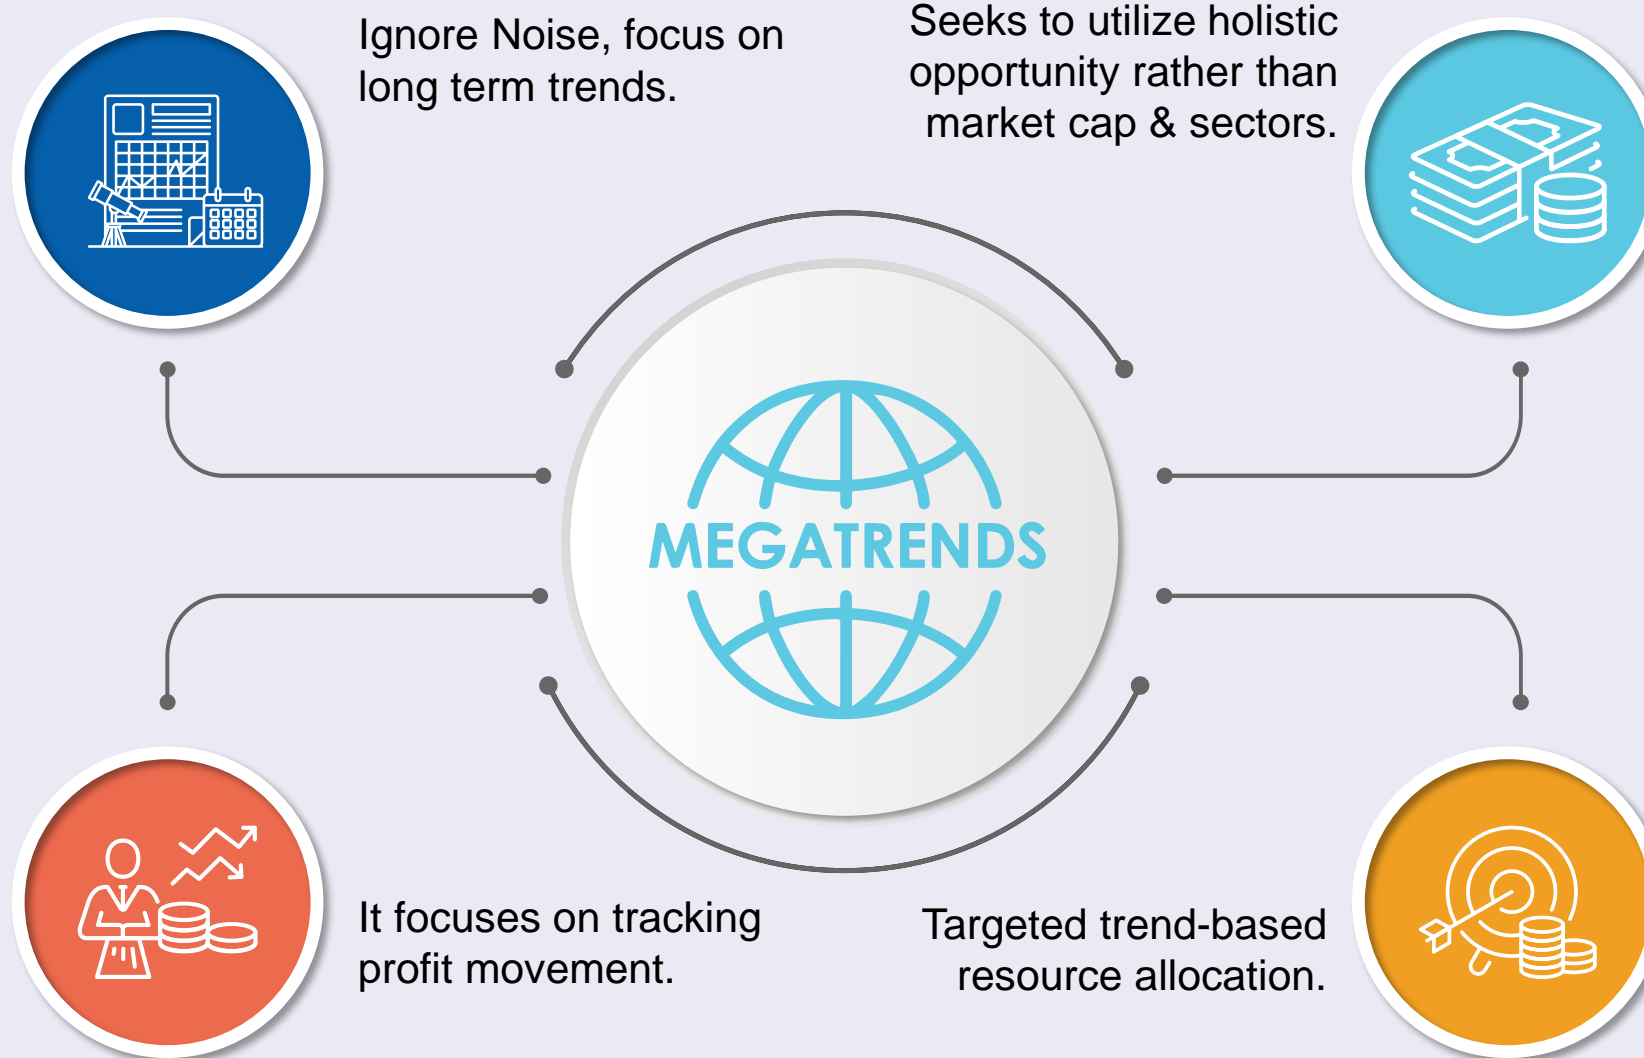 Ignore Noise, focus on
long term trends.
Seeks to utilize holistic
opportunity rather than
market cap & sectors.
MEGATRENDS
It focuses on tracking
profit movement.
Targeted trend-based
resource allocation.